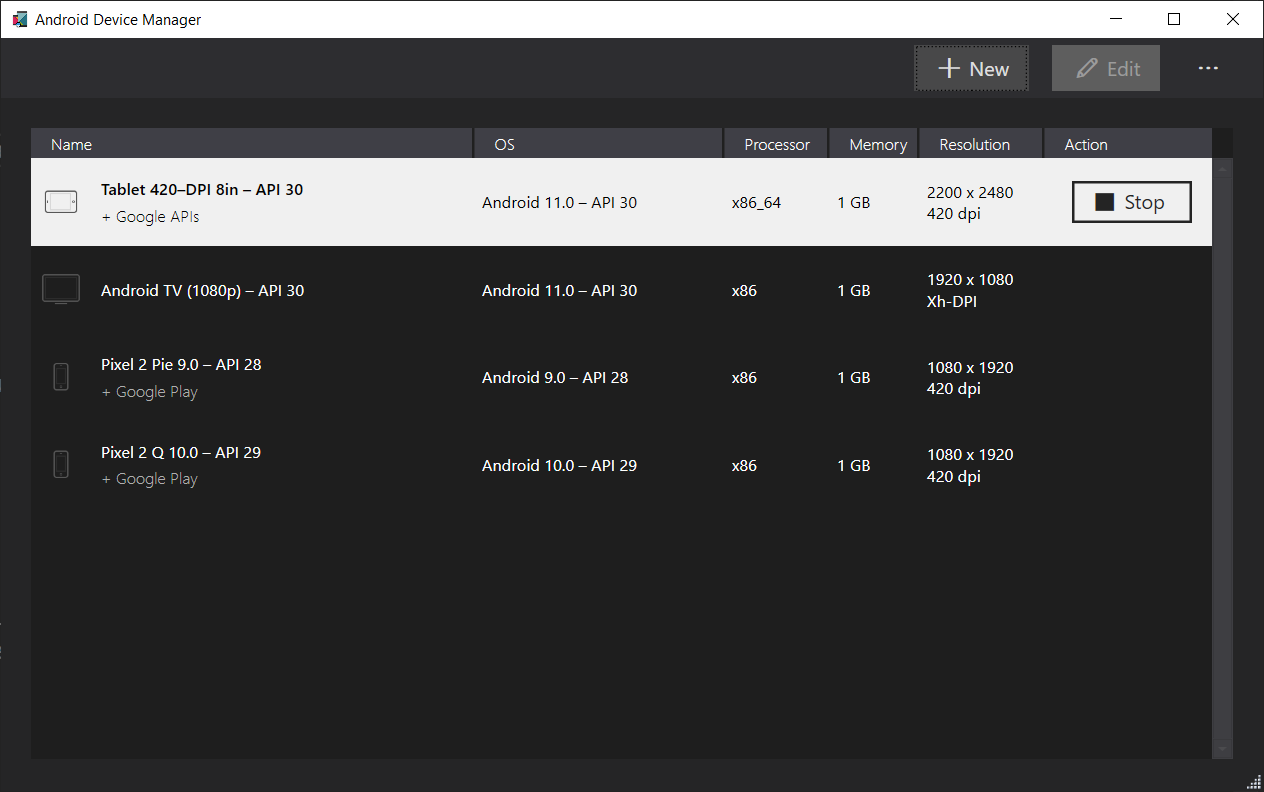 Android Device Manager
New
Edit
Name OS Processor Memory Resolution Action
Tablet 420–DPI 8in – API 30
+ Google APIs
Android 11.0 – API 30
x86_64
1 GB
2200 x 2480
420 dpi
Stop
Android TV (1080p) – API 30
Android 11.0 – API 30
x86
1 GB
1920 x 1080
Xh-DPI
Pixel 2 Pie 9.0 – API 28
+ Google Play
Android 9.0 – API 28
x86
1 GB
1080 x 1920
420 dpi
Pixel 2 Q 10.0 – API 29
+ Google Play
Android 10.0 – API 29
x86
1 GB
1080 x 1920
420 dpi